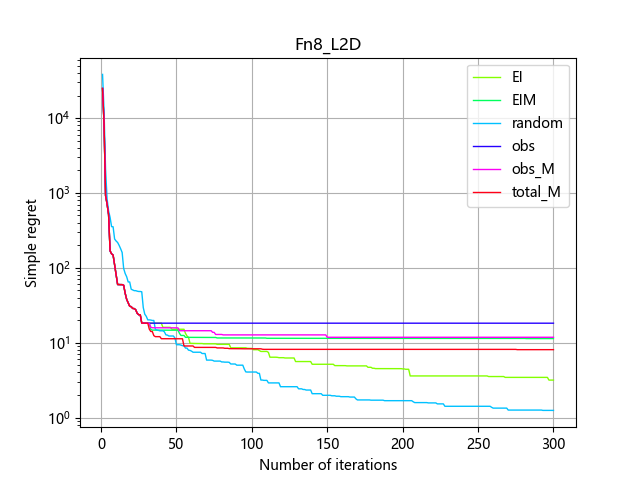 Fn8_L2D
Simple regret
10^4
10^3
10^2
10^1
10^0
0
50
100
150
200
250
300
Number of iterations
EI
EIM
random
obs
obs_M
total_M